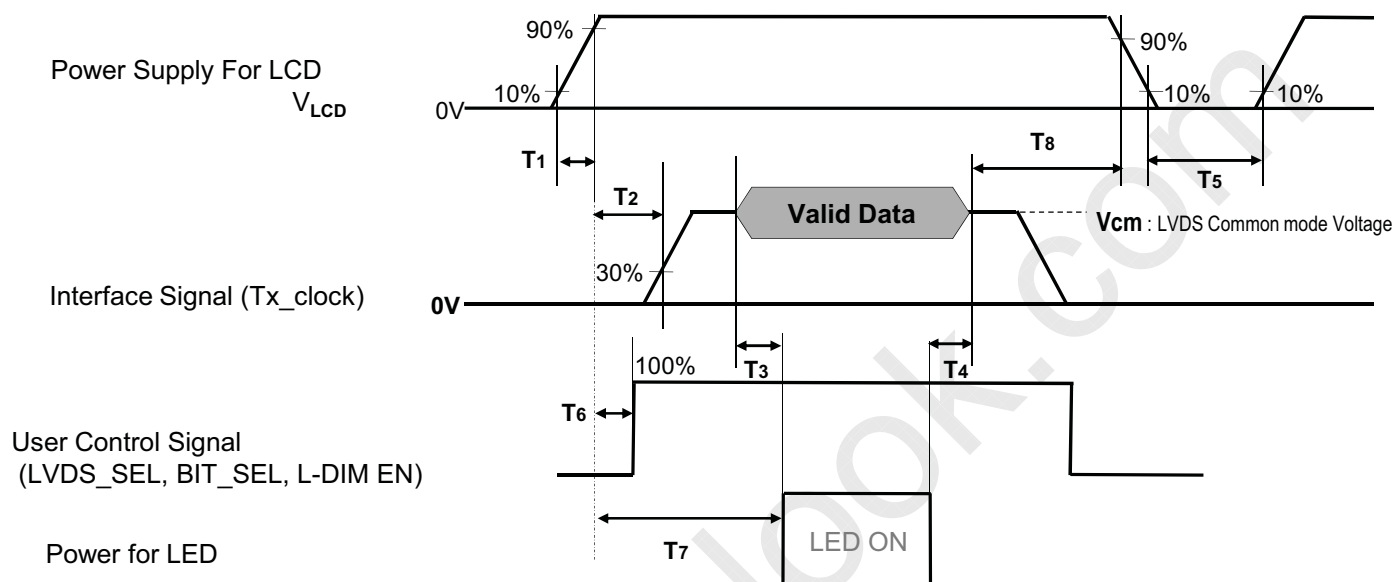 90%
90%
Power Supply For LCD
VLCD
10%
10%
10%
0V
T1
T8
T5
T2
Valid Data
Vcm : LVDS Common mode Voltage
30%
Interface Signal (Tx_clock)
0V
100%
T3
T4
T6
User Control Signal
(LVDS_SEL, BIT_SEL, L-DIM EN)
T7
LED ON
Power for LED
look.com